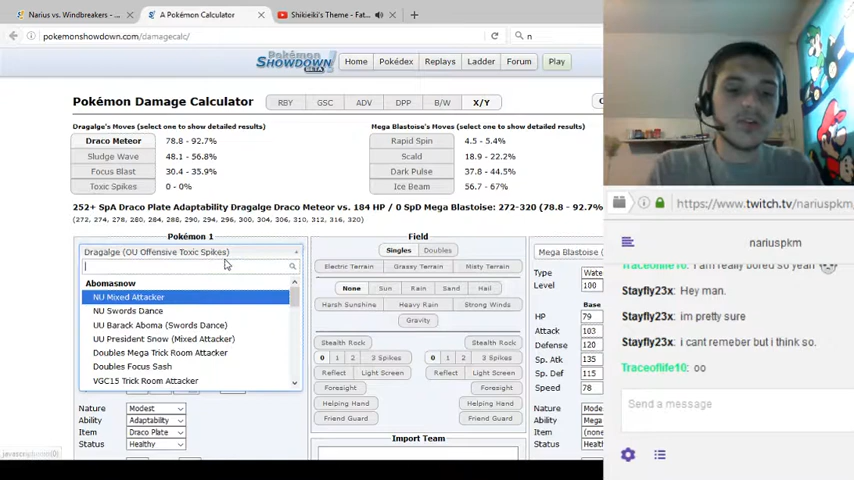 Narius vs. Windbreakers - ...
A Pokémon Calculator
Shikieiki's Theme - Fat...
pokemonshowdown.com/damagecalc/
n
Pokémon
Showdown
BETA
Home
Pokédex
Replays
Ladder
Forum
Play
Pokémon Damage Calculator
RBY
GSC
ADV
DPP
B/W
X/Y
Dragalge's Moves (select one to show detailed results)
Draco Meteor 78.8 - 92.7%
Sludge Wave 48.1 - 56.8%
Focus Blast 30.4 - 35.9%
Toxic Spikes 0 - 0%
Mega Blastoise's Moves (select one to show detailed results)
Rapid Spin 4.5 - 5.4%
Scald 18.9 - 22.2%
Dark Pulse 37.8 - 44.5%
Ice Beam 56.7 - 67%
252+ SpA Draco Plate Adaptability Dragalge Draco Meteor vs. 184 HP / 0 SpD Mega Blastoise: 272-320 (78.8 - 92.7%
(272, 274, 278, 280, 284, 288, 290, 294, 296, 300, 304, 306, 310, 312, 316, 320)
Pokémon 1
Dragalge (OU Offensive Toxic Spikes)
Abomasnow
NU Mixed Attacker
NU Swords Dance
UU Barack Aboma (Swords Dance)
UU President Show (Mixed Attacker)
Doubles Mega Trick Room Attacker
Doubles Focus Sash
VGC15 Trick Room Attacker
Nature Modest
Ability Adaptability
Item Draco Plate
Status Healthy
Field
Singles
Doubles
Electric Terrain
Grassy Terrain
Misty Terrain
None
Sun
Rain
Sand
Hail
Harsh Sunshine
Heavy Rain
Strong Winds
Gravity
Stealth Rock
Stealth Rock
0 1 2 3 Spikes
0 1 2 3 Spikes
Reflect
Light Screen
Reflect
Light Screen
Foresight
Foresight
Helping Hand
Helping Hand
Friend Guard
Friend Guard
Import Team
Mega Blastoise (
Type Wate
Level 100
Base
HP 79
Attack 103
Defense 120
Sp. Atk 135
Sp. Def 115
Speed 78
Nature Mode
Ability Mega
Item Blas
Status Healt
https://www.twitch.tv/nariuspkm
nariuspkm
Traceoflife10: I am really bored so yeah
Stayfly23x: Hey man.
Stayfly23x: im pretty sure
Stayfly23x: i cant remeber but i think so.
Traceoflife10: oo
Send a message